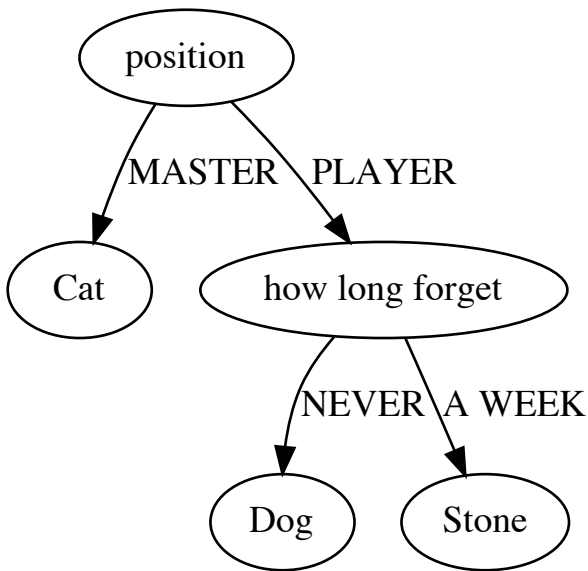 position
MASTER PLAYER
Cat how long forget
NEVER A WEEK
Dog Stone